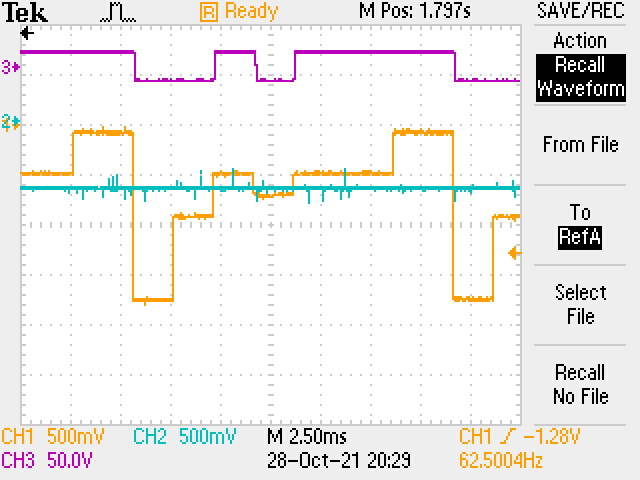 Tek R Ready M Pos: 1.797s SAVE/REC
Action
Recall
Waveform
3
2
From File
To
RefA
Select
File
Recall
No File
CH1 500mV CH2 500mV M 2.50ms CH1 -1.28V
CH3 50.0V 28-Oct-21 20:29 62.5004Hz